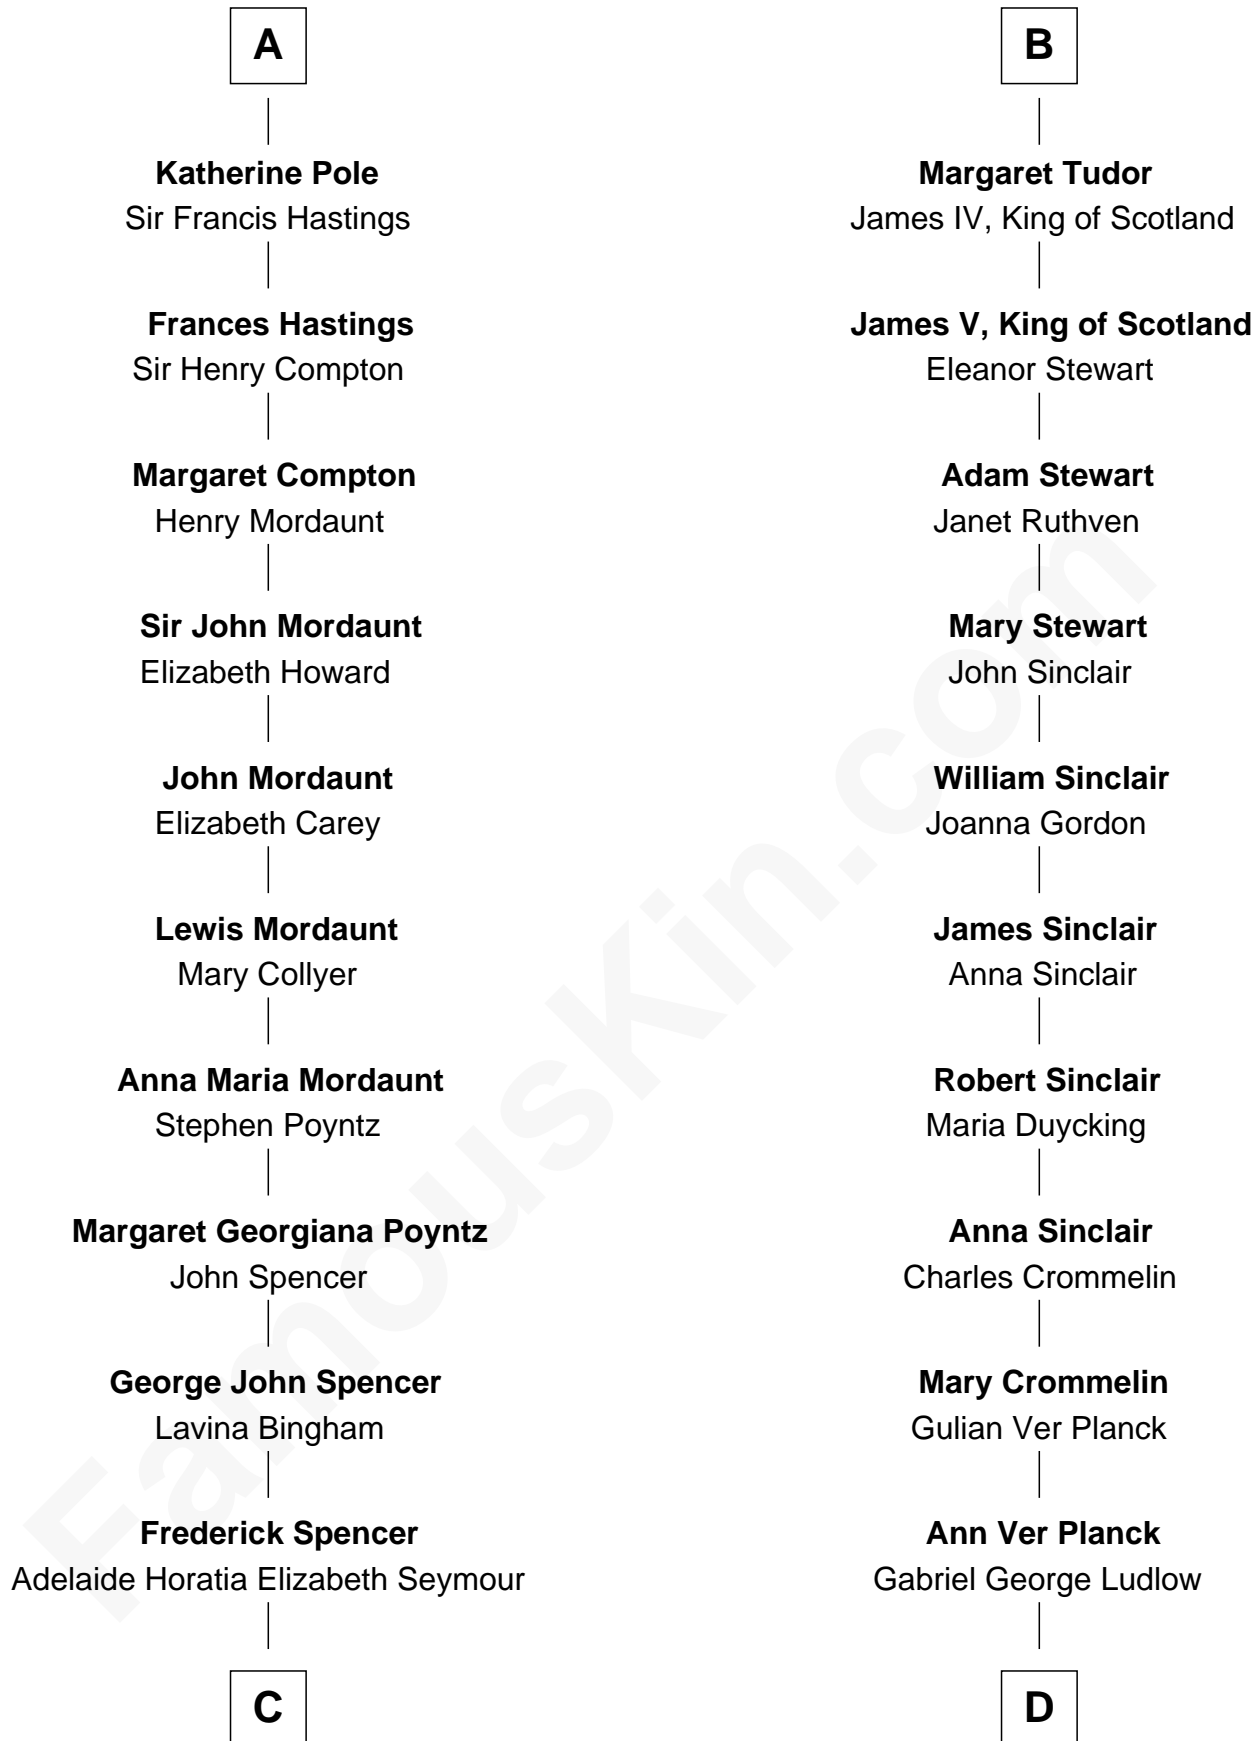 A
Katherine Pole
Sir Francis Hastings
Frances Hastings
Sir Henry Compton
Margaret Compton
Henry Mordaunt
Sir John Mordaunt
Elizabeth Howard
John Mordaunt
Elizabeth Carey
Lewis Mordaunt
Mary Collyer
Anna Maria Mordaunt
Stephen Poyntz
Margaret Georgiana Poyntz
John Spencer
George John Spencer
Lavina Bingham
Frederick Spencer
Adelaide Horatia Elizabeth Seymour
C
B
Margaret Tudor
James IV, King of Scotland
James V, King of Scotland
Eleanor Stewart
Adam Stewart
Janet Ruthven
Mary Stewart
John Sinclair
William Sinclair
Joanna Gordon
James Sinclair
Anna Sinclair
Robert Sinclair
Maria Duycking
Anna Sinclair
Charles Crommelin
Mary Crommelin
Gulian Ver Planck
Ann Ver Planck
Gabriel George Ludlow
D
FamousKin.com